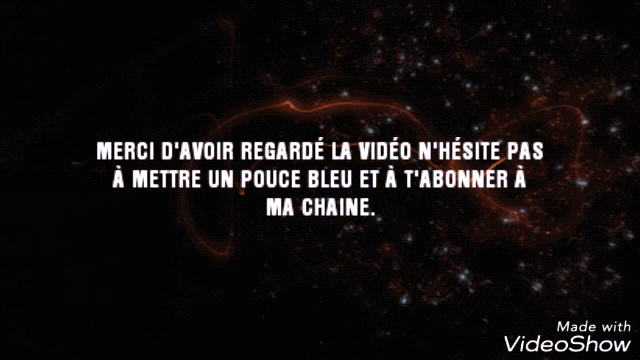 MERCI D'AVOIR REGARDÉ LA VIDÉO N'HÉSITE PAS
À METTRE UN POUCE BLEU ET À T'ABONNER À
MA CHAINE.
Made with
VideoShow